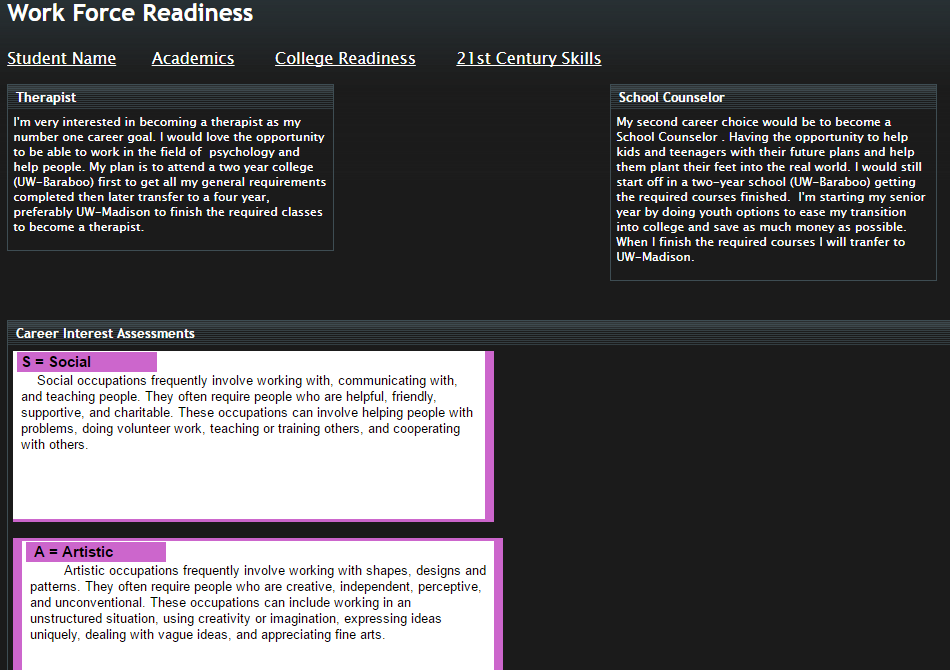 Work Force Readiness
Student Name Academics College Readiness 21st Century Skills
Therapist
I'm very interested in becoming a therapist as my
number one career goal. I would love the opportunity
to be able to work in the field of psychology and
help people. My plan is to attend a two year college
(UW-Baraboo) first to get all my general requirements
completed then later transfer to a four year,
preferably UW-Madison to finish the required classes
to become a therapist.
School Counselor
My second career choice would be to become a
School Counselor . Having the opportunity to help
kids and teenagers with their future plans and help
them plant their feet into the real world. I would still
start off in a two-year school (UW-Baraboo) getting
the required courses finished. I'm starting my senior
year by doing youth options to ease my transition
into college and save as much money as possible.
When I finish the required courses I will tranfer to
UW-Madison.
Career Interest Assessments
S = Social
Social occupations frequently involve working with, communicating with,
and teaching people. They often require people who are helpful, friendly,
supportive, and charitable. These occupations can involve helping people with
problems, doing volunteer work, teaching or training others, and cooperating
with others.
A = Artistic
Artistic occupations frequently involve working with shapes, designs and
patterns. They often require people who are creative, independent, perceptive,
and unconventional. These occupations can include working in an
unstructured situation, using creativity or imagination, expressing ideas
uniquely, dealing with vague ideas, and appreciating fine arts.